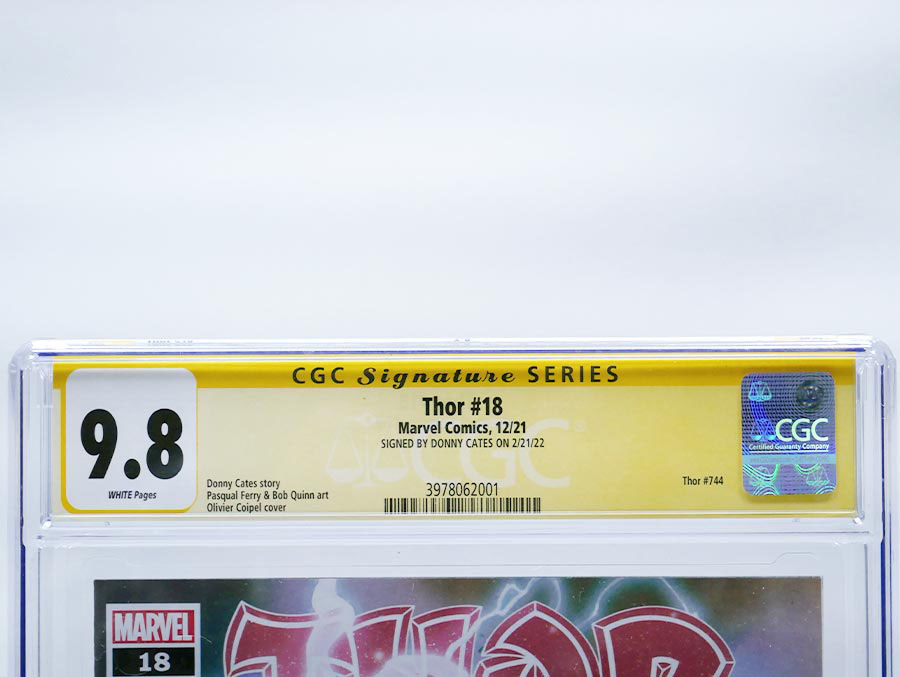 CGC Signature SERIES
Thor #18
Marvel Comics, 12/21
SIGNED BY DONNY CATES ON 2/21/22
9.8
WHITE Pages
Donny Cates story
Pasqual Ferry & Bob Quinn art
Olivier Coipel cover
3978062001
Thor #744
CGC
CGC
Certified Guaranty Company
MARVEL
18
THOR